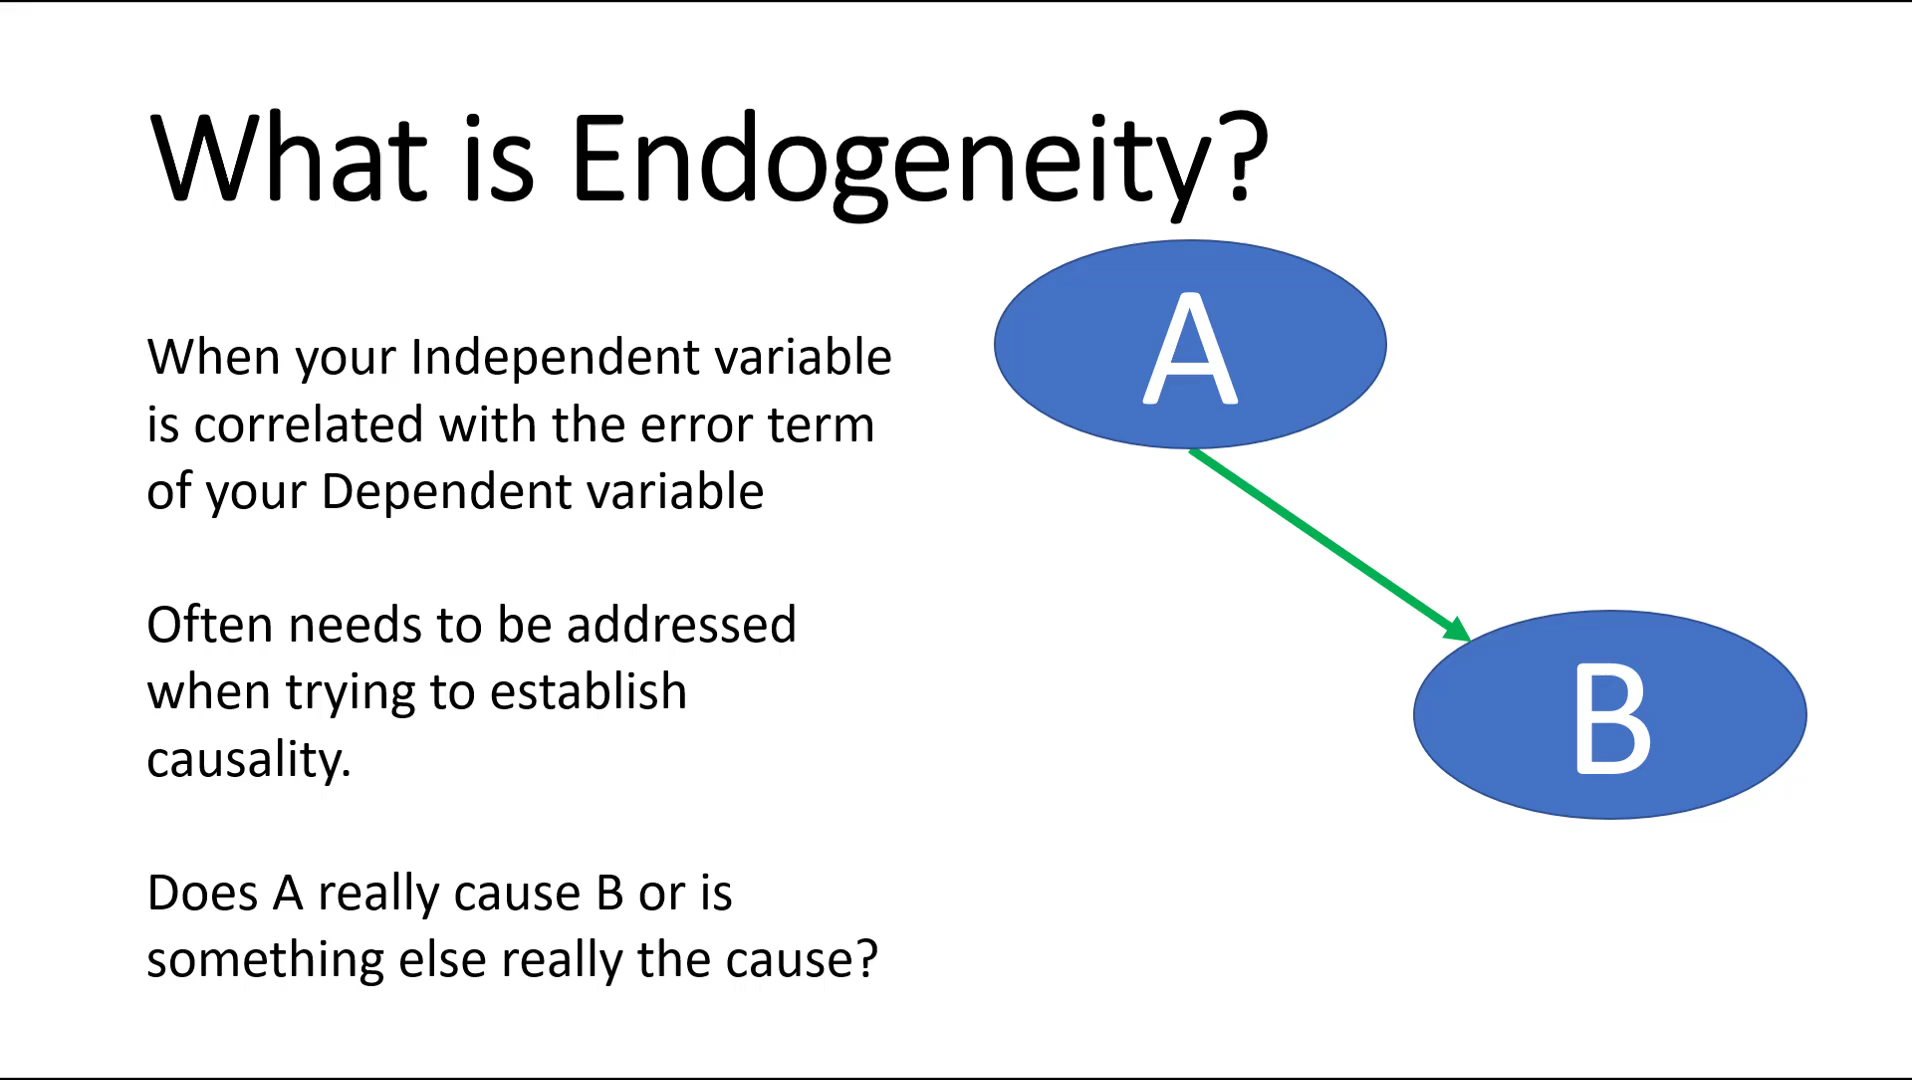 What is Endogeneity?
When your Independent variable
is correlated with the error term
of your Dependent variable
Often needs to be addressed
when trying to establish
causality.
Does A really cause B or is
something else really the cause?
A
B